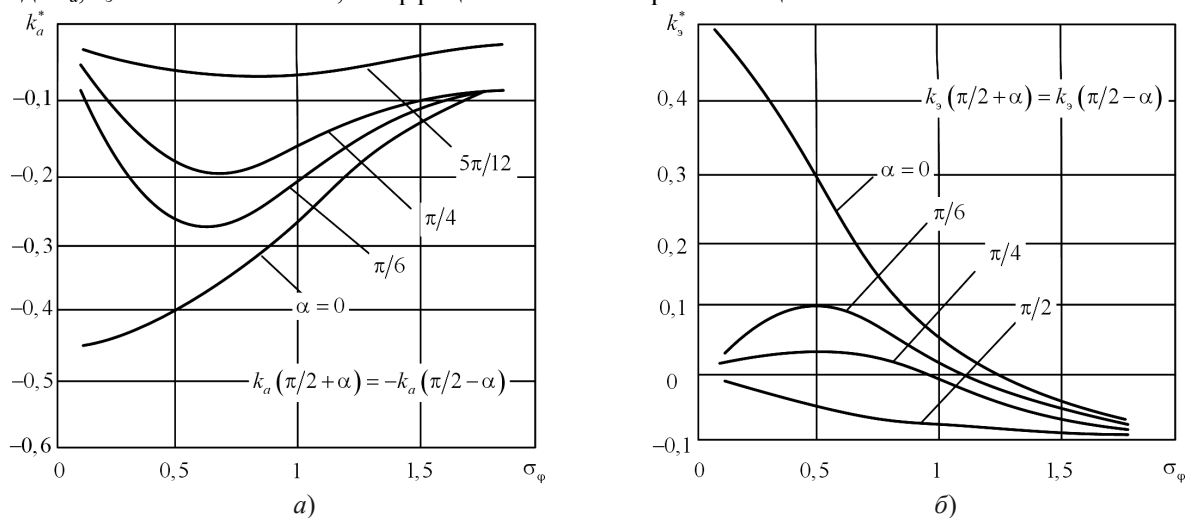 k*ₐ
−0,1
−0,2
−0,3
−0,4
−0,5
−0,6
0
0,5
1
1,5
σᵩ
5π/12
π/4
π/6
α = 0
kₐ(π/2 + α) = −kₐ(π/2 − α)
а)
k*э
0,4
0,3
0,2
0,1
0
−0,1
0
0,5
1
1,5
σᵩ
kэ(π/2 + α) = kэ(π/2 − α)
α = 0
π/6
π/4
π/2
б)